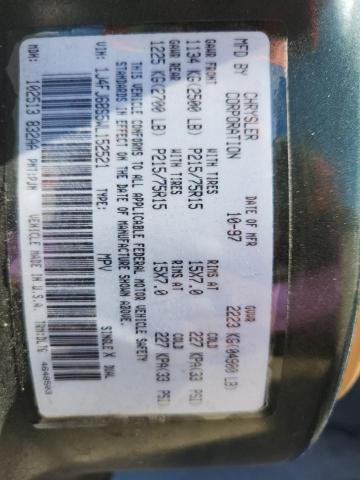 MFD BY CHRYSLER CORPORATION DATE OF MFR 10-97 GVWR 2223 KG(04900 LB)
GAWR FRONT WITH TIRES RIMS AT COLD
1134 KG(2500 LB) P215/75R15 15X7.0 227 KPA(33 PSI)
GAWR REAR WITH TIRES RIMS AT COLD
1225 KG(2700 LB) P215/75R15 15X7.0 227 KPA(33 PSI)
THIS VEHICLE CONFORMS TO ALL APPLICABLE FEDERAL MOTOR VEHICLE SAFETY
STANDARDS IN EFFECT ON THE DATE OF MANUFACTURE SHOWN ABOVE.
VIN: TYPE: MPV SINGLE X DUAL
MDH: 102513 VEHICLE MADE IN U.S.A.